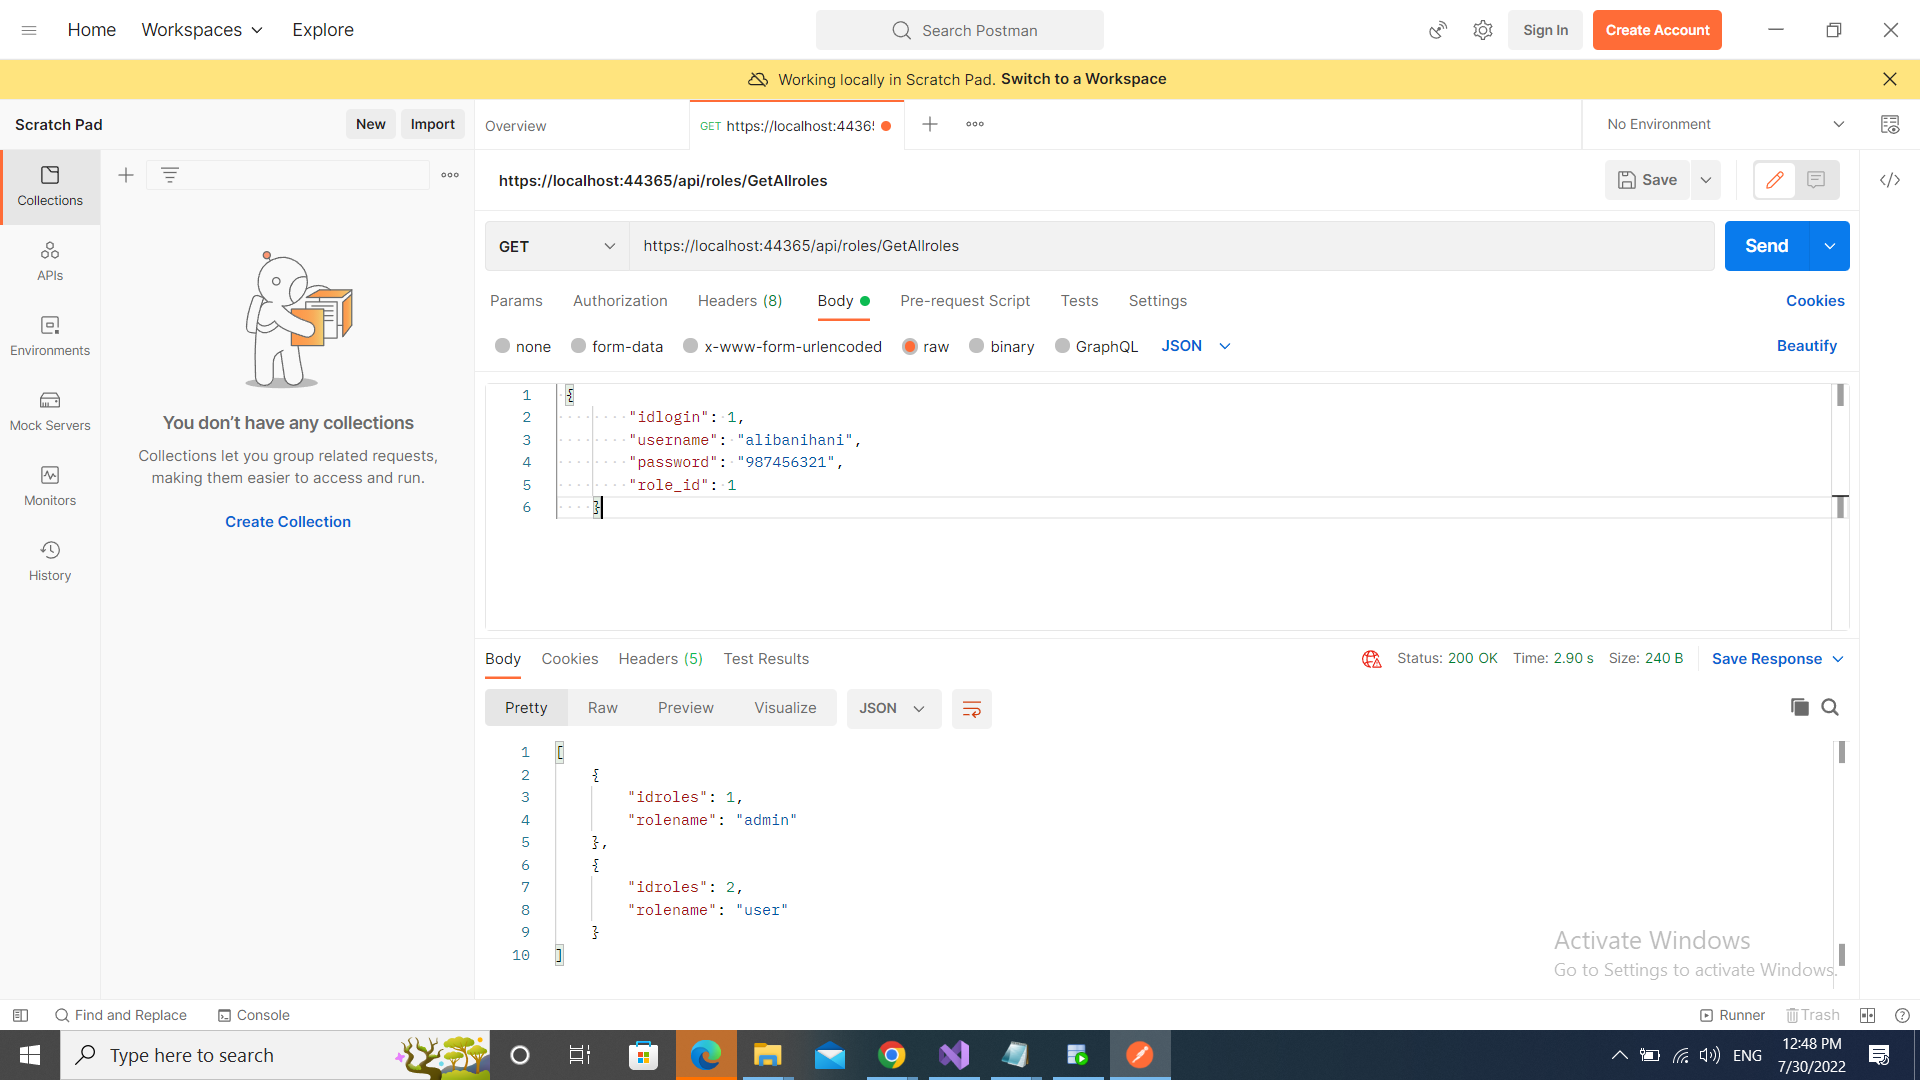 Home Workspaces Explore Search Postman Sign In Create Account
Working locally in Scratch Pad. Switch to a Workspace
Scratch Pad New Import Overview GET https://localhost:4436 No Environment
Collections
APIs
Environments
Mock Servers
Monitors
History
You don’t have any collections
Collections let you group related requests,
making them easier to access and run.
Create Collection
https://localhost:44365/api/roles/GetAllroles Save
GET https://localhost:44365/api/roles/GetAllroles Send
Params Authorization Headers (8) Body Pre-request Script Tests Settings Cookies
none form-data x-www-form-urlencoded raw binary GraphQL JSON Beautify
1 {
2 "idlogin": 1,
3 "username": "alibanihani",
4 "password": "987456321",
5 "role_id": 1
6 }
Body Cookies Headers (5) Test Results Status: 200 OK Time: 2.90 s Size: 240 B Save Response
Pretty Raw Preview Visualize JSON
1 [
2 {
3 "idroles": 1,
4 "rolename": "admin"
5 },
6 {
7 "idroles": 2,
8 "rolename": "user"
9 }
10 ]
Activate Windows
Go to Settings to activate Windows.
Find and Replace Console Runner Trash
Type here to search ENG 12:48 PM
7/30/2022